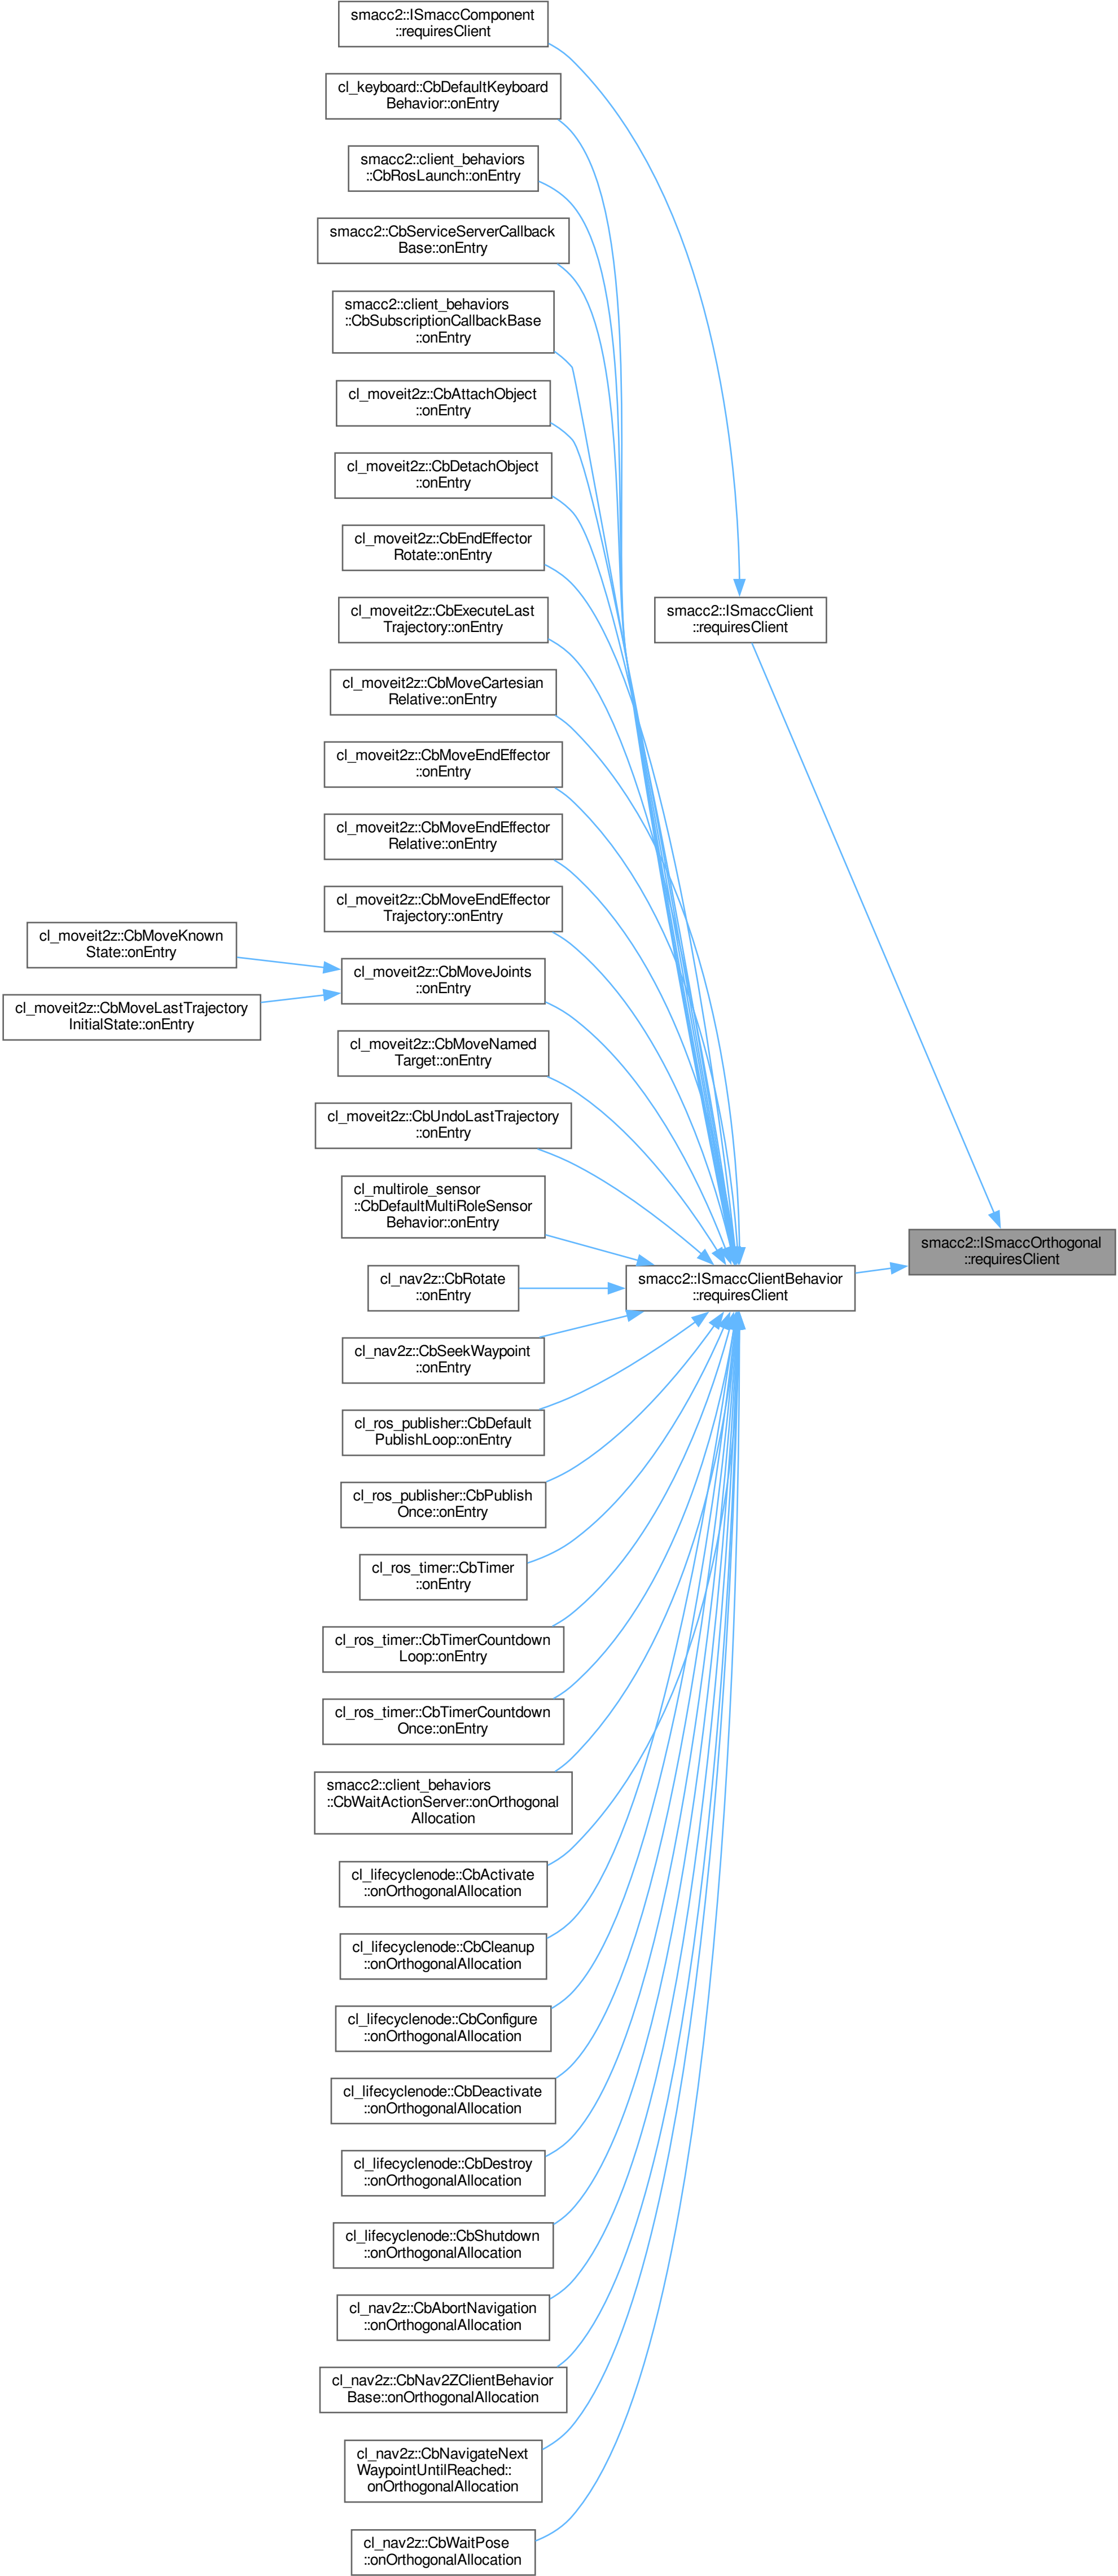 smacc2::ISmaccComponent
::requiresClient
cl_keyboard::CbDefaultKeyboard
Behavior::onEntry
smacc2::client_behaviors
::CbRosLaunch::onEntry
smacc2::CbServiceServerCallback
Base::onEntry
smacc2::client_behaviors
::CbSubscriptionCallbackBase
::onEntry
cl_moveit2z::CbAttachObject
::onEntry
cl_moveit2z::CbDetachObject
::onEntry
cl_moveit2z::CbEndEffector
Rotate::onEntry
cl_moveit2z::CbExecuteLast
Trajectory::onEntry
smacc2::ISmaccClient
::requiresClient
cl_moveit2z::CbMoveCartesian
Relative::onEntry
cl_moveit2z::CbMoveEndEffector
::onEntry
cl_moveit2z::CbMoveEndEffector
Relative::onEntry
cl_moveit2z::CbMoveEndEffector
Trajectory::onEntry
cl_moveit2z::CbMoveKnown
State::onEntry
cl_moveit2z::CbMoveJoints
::onEntry
cl_moveit2z::CbMoveLastTrajectory
InitialState::onEntry
cl_moveit2z::CbMoveNamed
Target::onEntry
cl_moveit2z::CbUndoLastTrajectory
::onEntry
cl_multirole_sensor
::CbDefaultMultiRoleSensor
Behavior::onEntry
smacc2::ISmaccOrthogonal
::requiresClient
cl_nav2z::CbRotate
::onEntry
smacc2::ISmaccClientBehavior
::requiresClient
cl_nav2z::CbSeekWaypoint
::onEntry
cl_ros_publisher::CbDefault
PublishLoop::onEntry
cl_ros_publisher::CbPublish
Once::onEntry
cl_ros_timer::CbTimer
::onEntry
cl_ros_timer::CbTimerCountdown
Loop::onEntry
cl_ros_timer::CbTimerCountdown
Once::onEntry
smacc2::client_behaviors
::CbWaitActionServer::onOrthogonal
Allocation
cl_lifecyclenode::CbActivate
::onOrthogonalAllocation
cl_lifecyclenode::CbCleanup
::onOrthogonalAllocation
cl_lifecyclenode::CbConfigure
::onOrthogonalAllocation
cl_lifecyclenode::CbDeactivate
::onOrthogonalAllocation
cl_lifecyclenode::CbDestroy
::onOrthogonalAllocation
cl_lifecyclenode::CbShutdown
::onOrthogonalAllocation
cl_nav2z::CbAbortNavigation
::onOrthogonalAllocation
cl_nav2z::CbNav2ZClientBehavior
Base::onOrthogonalAllocation
cl_nav2z::CbNavigateNext
WaypointUntilReached::
onOrthogonalAllocation
cl_nav2z::CbWaitPose
::onOrthogonalAllocation